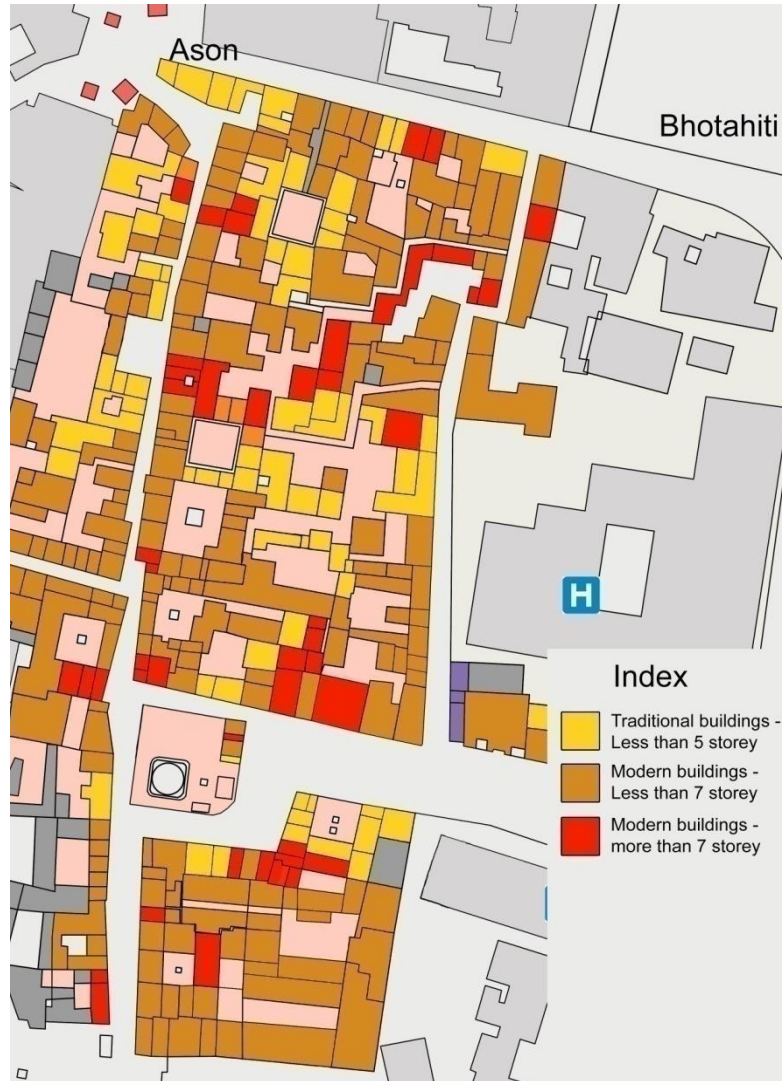 Ason
Bhotahiti
H
Index
Traditional buildings -
Less than 5 storey
Modern buildings -
Less than 7 storey
Modern buildings -
more than 7 storey